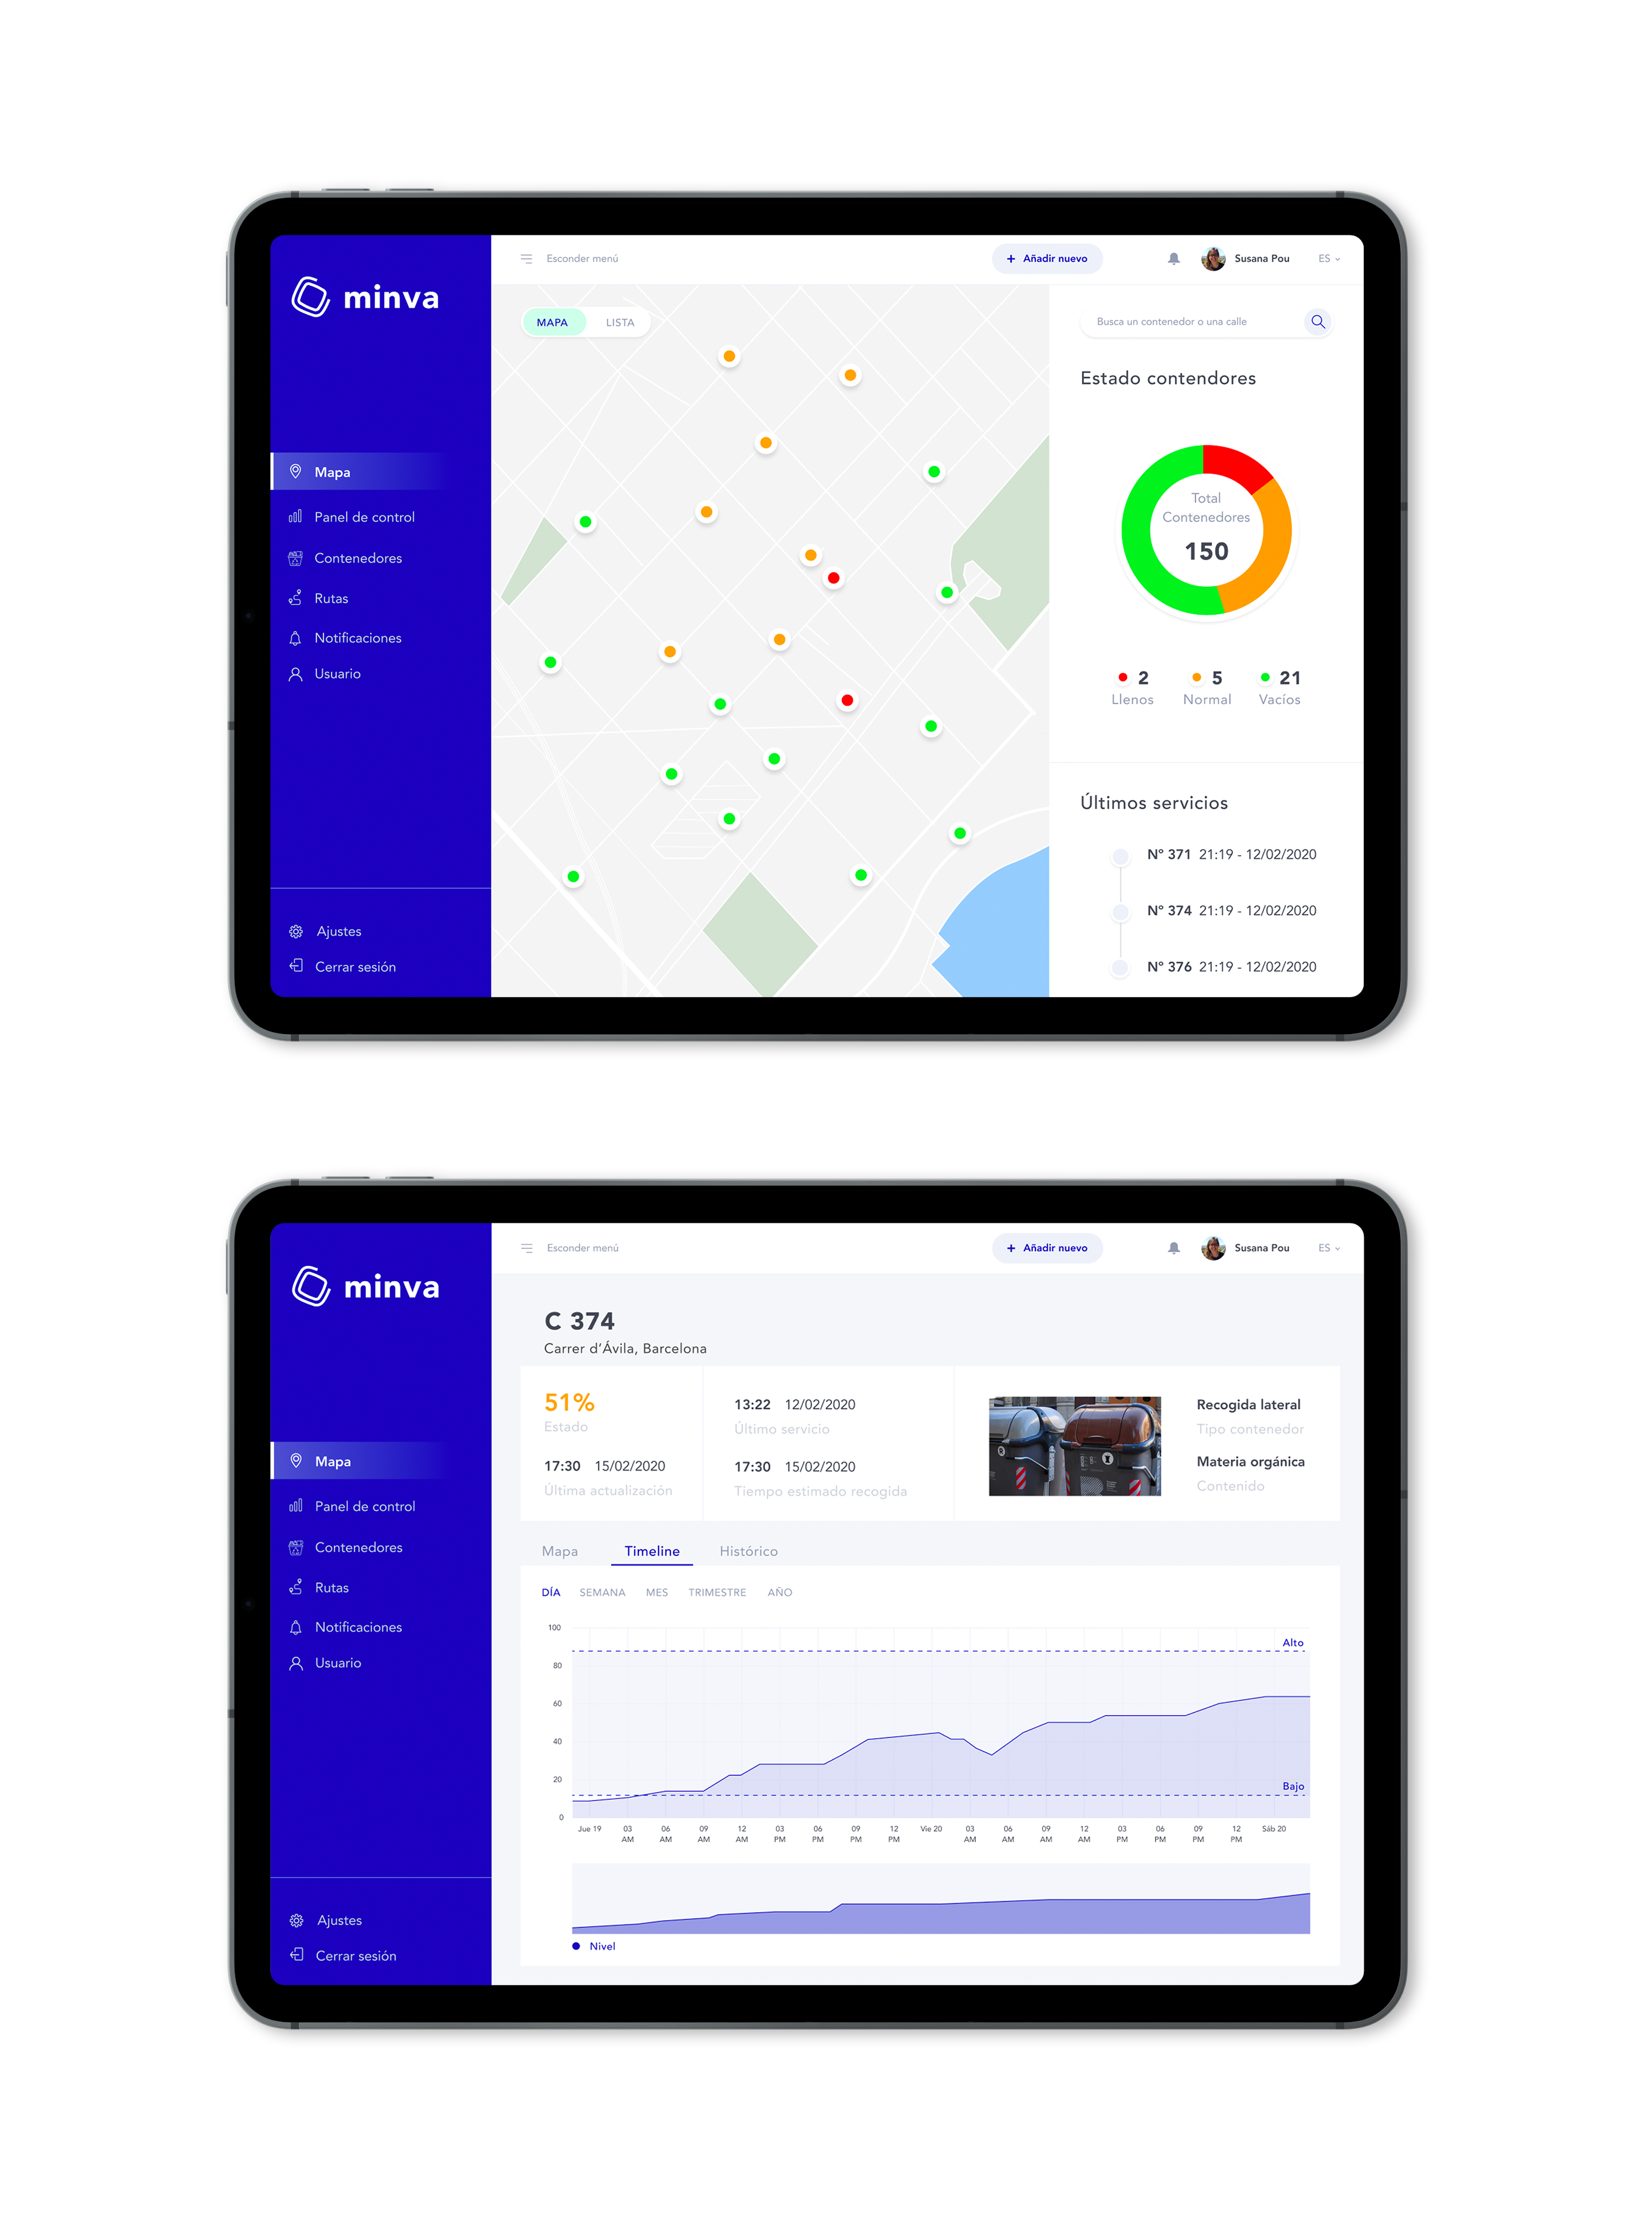 minva
Esconder menú
+ Añadir nuevo
Susana Pou
ES
Mapa
Panel de control
Contenedores
Rutas
Notificaciones
Usuario
Ajustes
Cerrar sesión
MAPA
LISTA
Busca un contenedor o una calle
Estado contendores
Total
Contenedores
150
2
Llenos
5
Normal
21
Vacíos
Últimos servicios
Nº 371 21:19 - 12/02/2020
Nº 374 21:19 - 12/02/2020
Nº 376 21:19 - 12/02/2020
minva
Esconder menú
+ Añadir nuevo
Susana Pou
ES
Mapa
Panel de control
Contenedores
Rutas
Notificaciones
Usuario
Ajustes
Cerrar sesión
C 374
Carrer d'Ávila, Barcelona
51%
Estado
17:30 15/02/2020
Última actualización
13:22 12/02/2020
Último servicio
17:30 15/02/2020
Tiempo estimado recogida
Recogida lateral
Tipo contenedor
Materia orgánica
Contenido
Mapa
Timeline
Histórico
DÍA
SEMANA
MES
TRIMESTRE
AÑO
100
80
60
40
20
0
Alto
Bajo
Jue 19
03 AM
06 AM
09 AM
12 AM
03 PM
06 PM
09 PM
12 PM
Vie 20
03 AM
06 AM
09 AM
12 AM
03 PM
06 PM
09 PM
12 PM
Sáb 20
Nivel